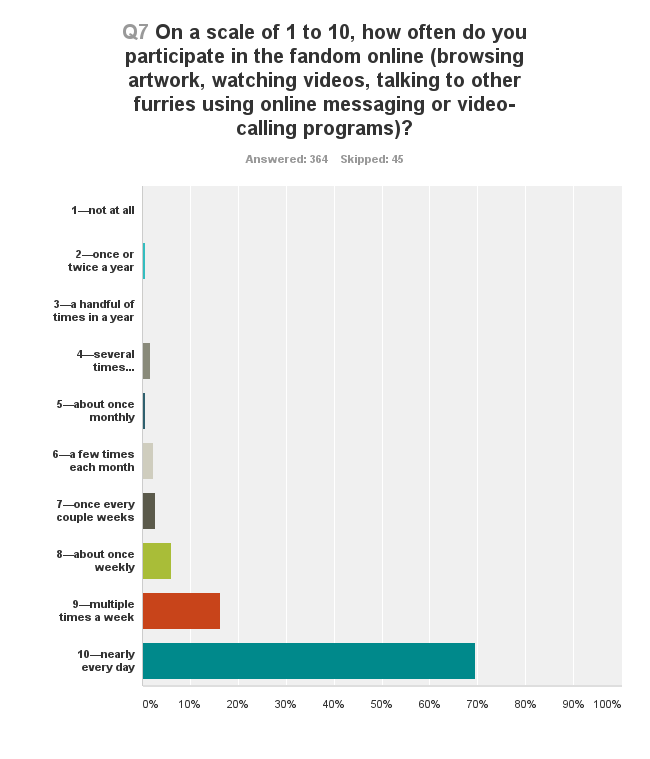 Q7 On a scale of 1 to 10, how often do you
participate in the fandom online (browsing
artwork, watching videos, talking to other
furries using online messaging or video-
calling programs)?
Answered: 364 Skipped: 45
1—not at all
2—once or
twice a year
3—a handful of
times in a year
4—several
times...
5—about once
monthly
6—a few times
each month
7—once every
couple weeks
8—about once
weekly
9—multiple
times a week
10—nearly
every day
0% 10% 20% 30% 40% 50% 60% 70% 80% 90% 100%